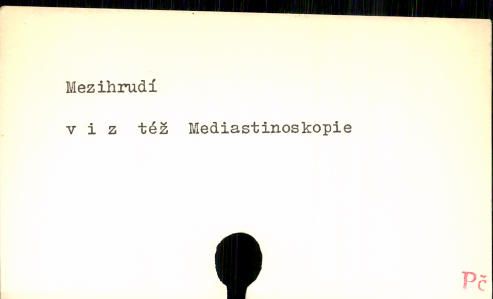 Mezihrudí
v i z též Mediastinoskopie
Pč